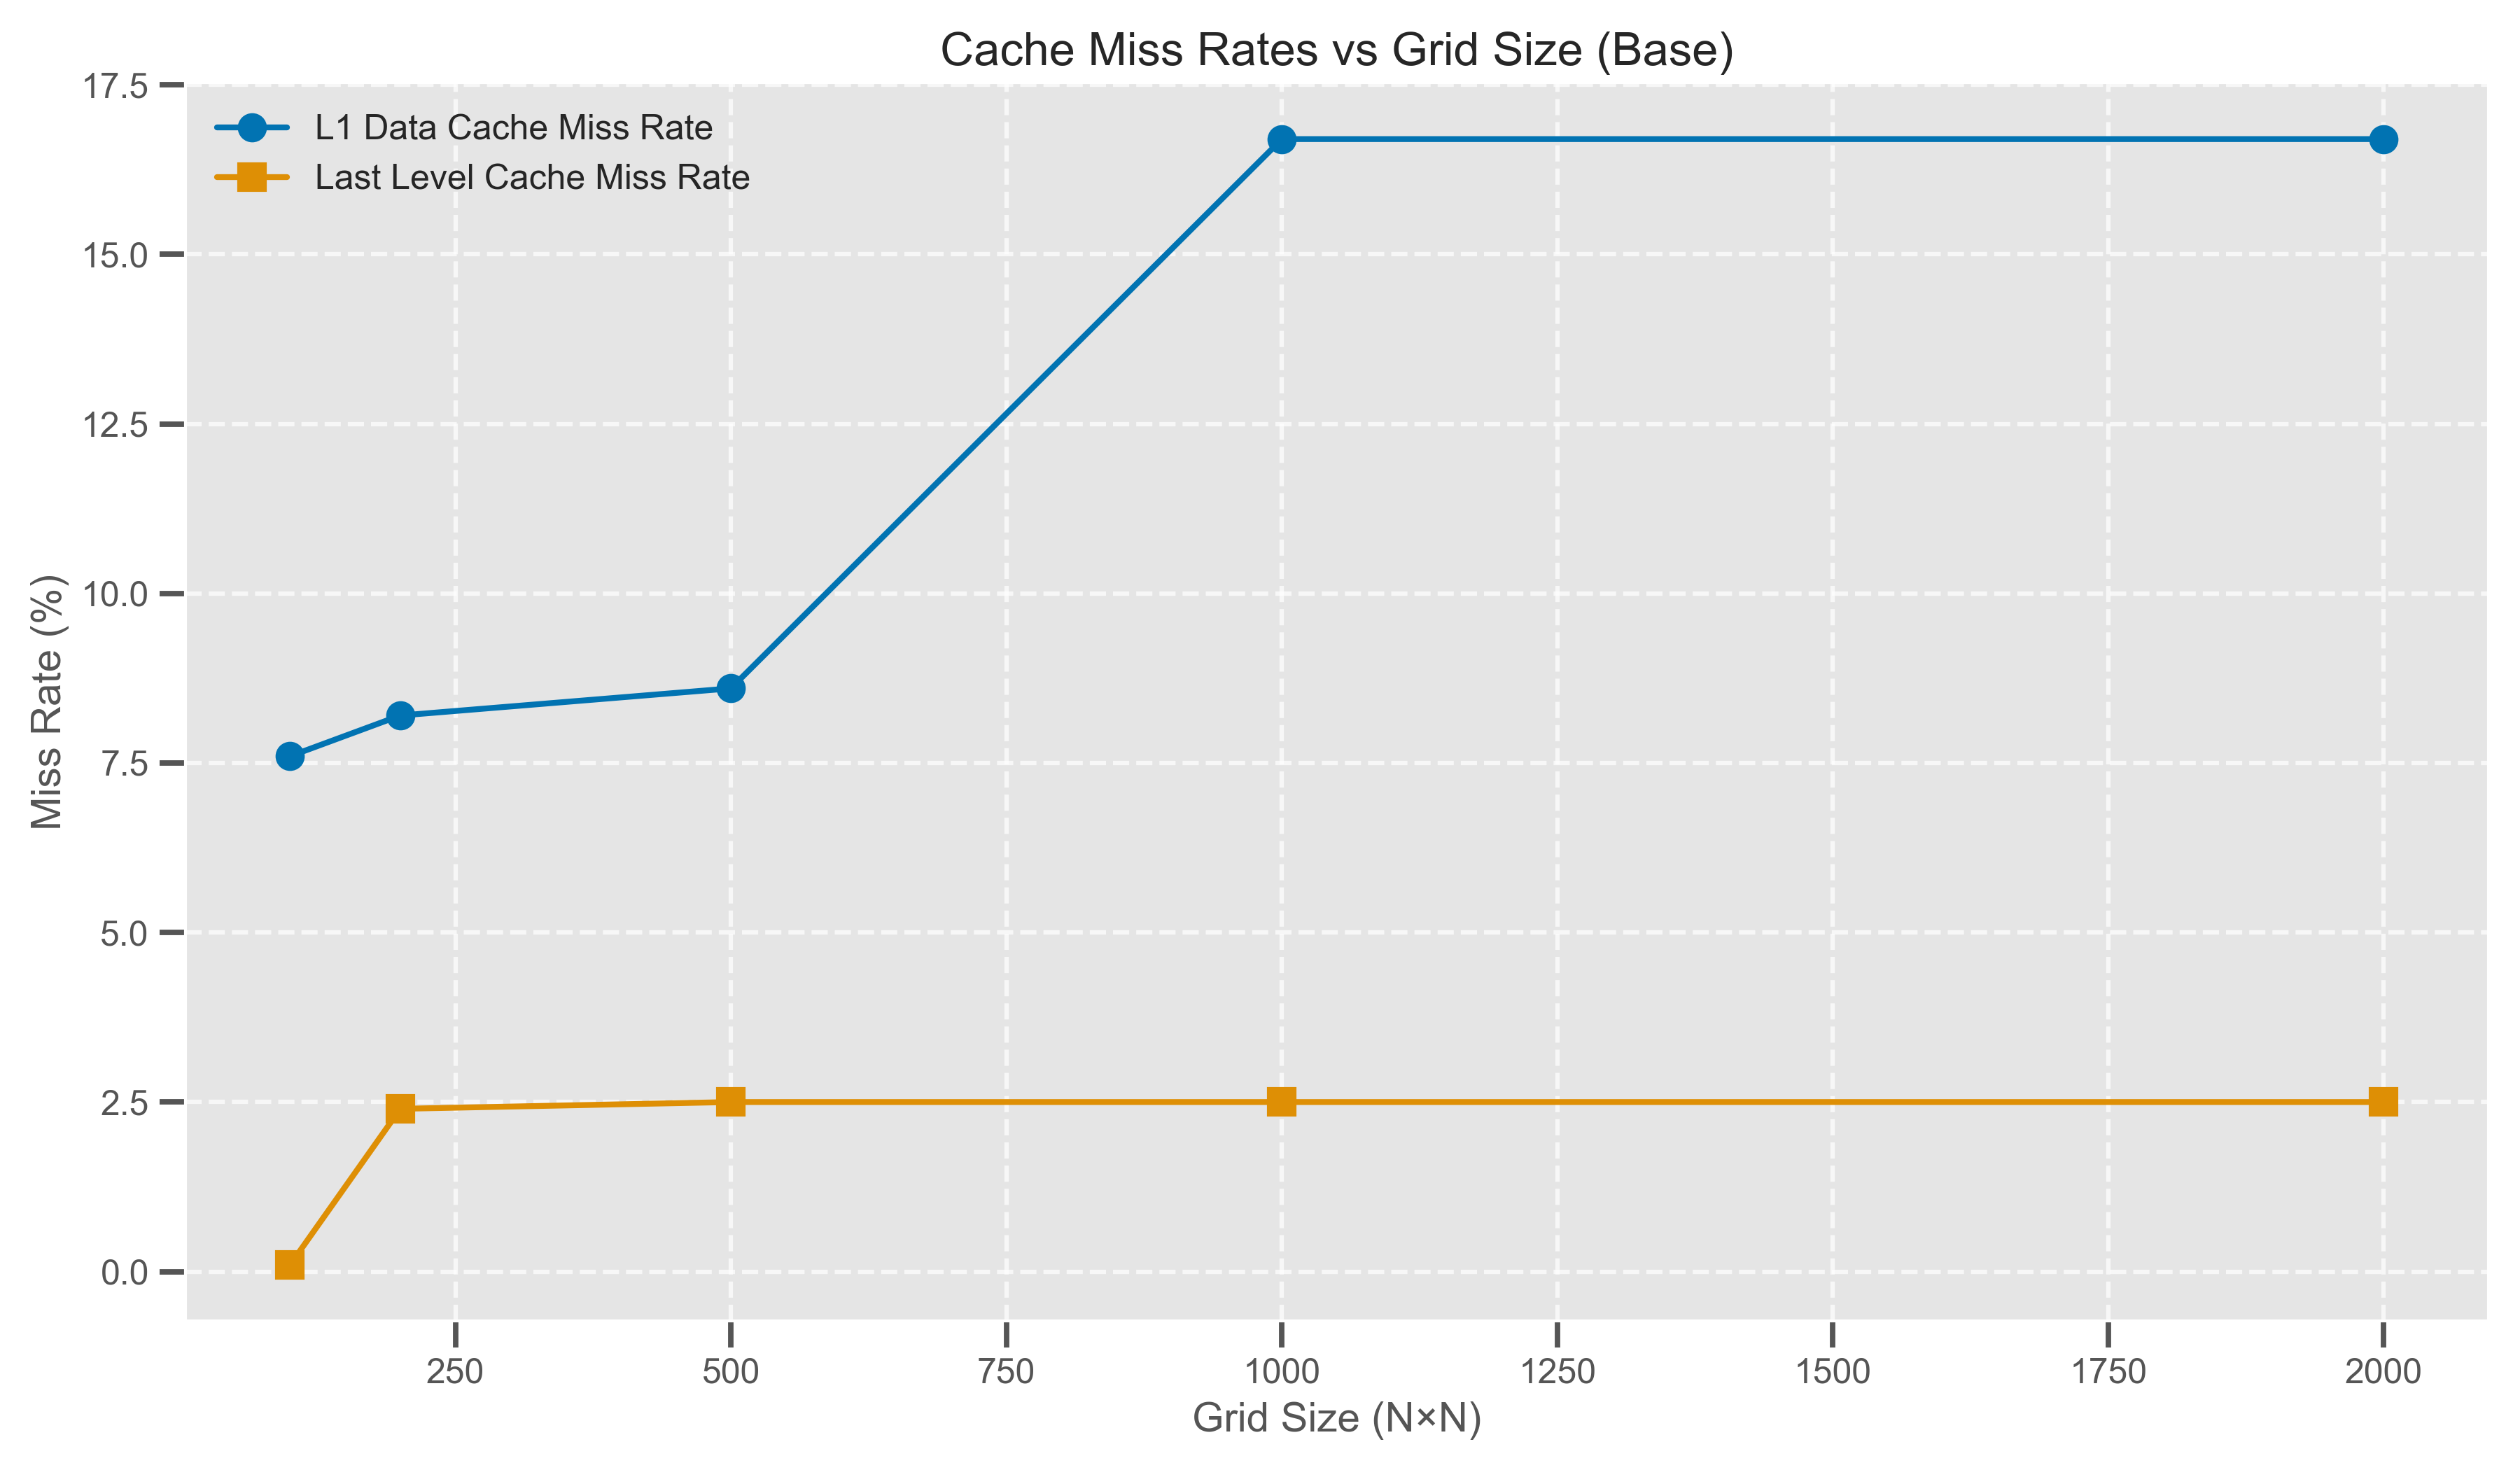 Cache Miss Rates vs Grid Size (Base)
L1 Data Cache Miss Rate
Last Level Cache Miss Rate
Miss Rate (%)
17.5
15.0
12.5
10.0
7.5
5.0
2.5
0.0
250 500 750 1000 1250 1500 1750 2000
Grid Size (N×N)